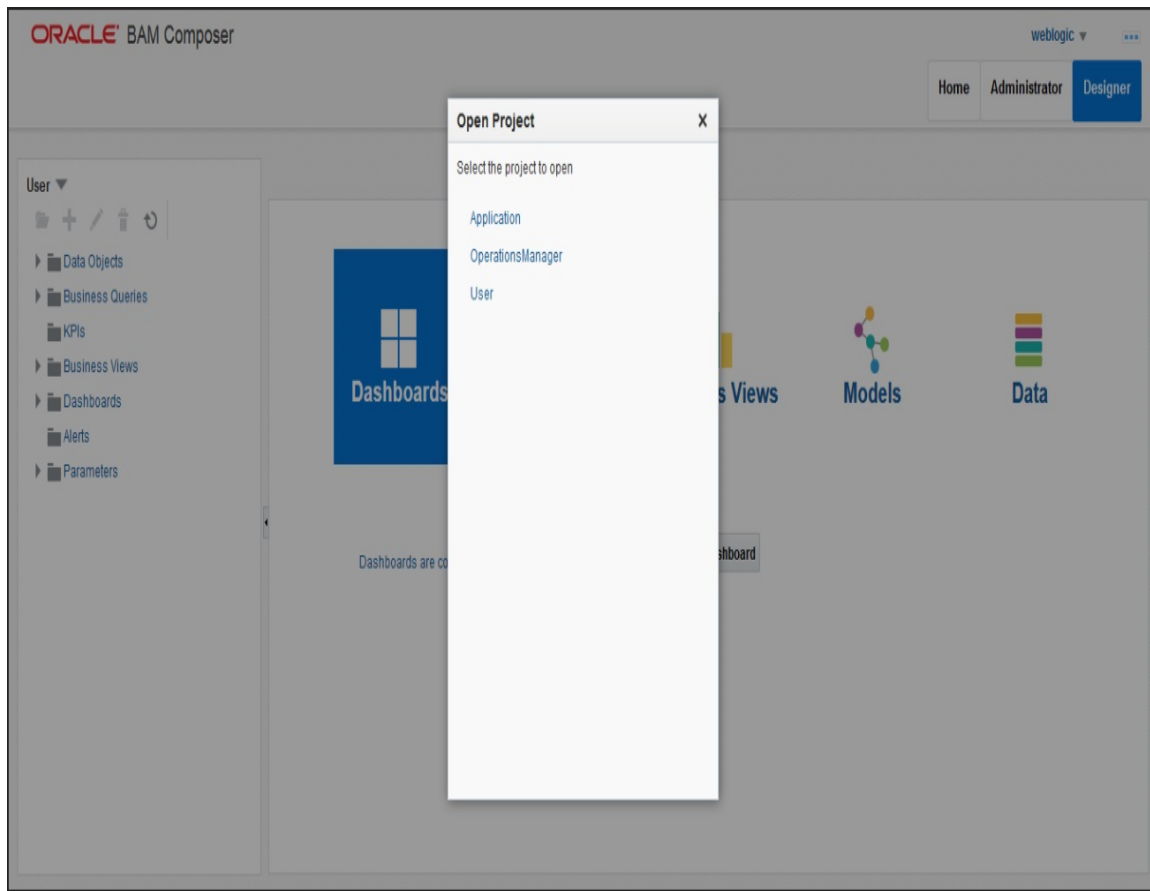 ORACLE' BAM Composer
weblogic
Home Administrator Designer
Open Project
Select the project to open
Application
OperationsManager
User
User
Data Objects
Business Queries
KPIs
Business Views
Dashboards
Alerts
Parameters
Dashboards
s Views
Models
Data
Dashboards are co
shboard